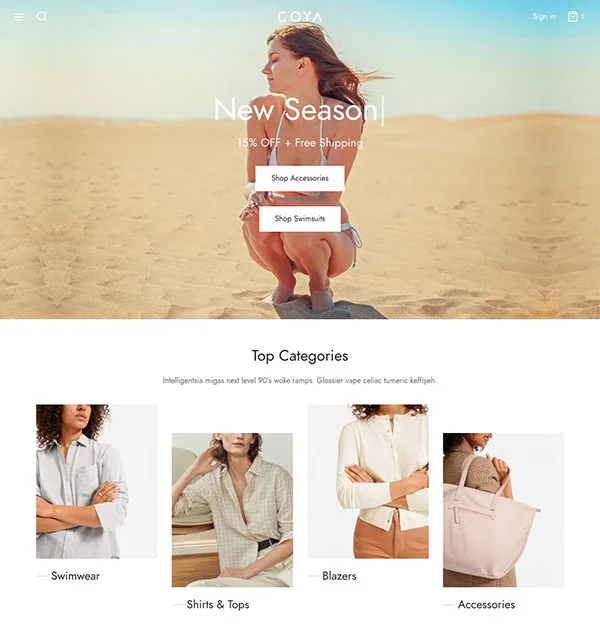 GOYA
Sign in
0
New Season
15% OFF + Free Shipping
Shop Accessories
Shop Swimsuits
Top Categories
Intelligentsia migas next level 90's woke ramps. Glossier vape celiac tumeric keffiyeh.
Swimwear
Shirts & Tops
Blazers
Accessories